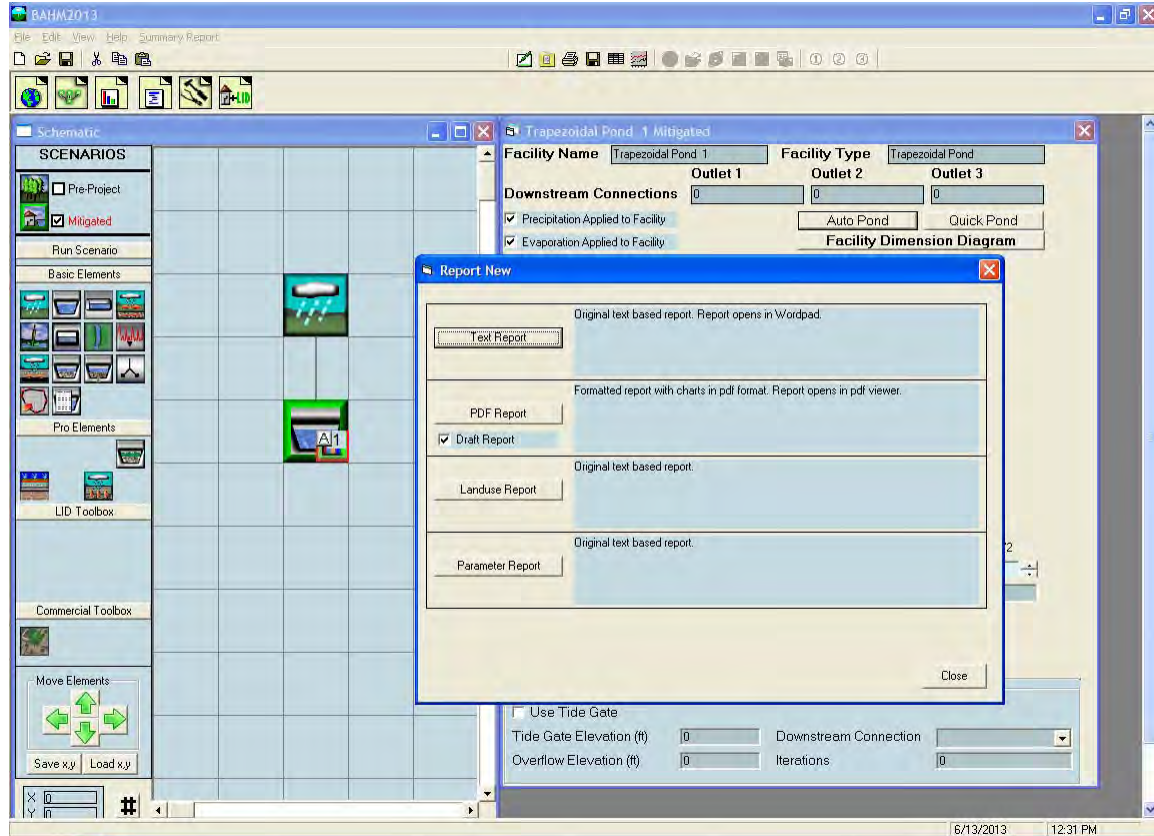 BAHM2013
File Edit View Help Summary Report
Schematic
SCENARIOS
Pre-Project
Mitigated
Run Scenario
Basic Elements
Pro Elements
LID Toolbox
Commercial Toolbox
Move Elements
Save x,y Load x,y
X 0
Y 0
#
A 1
+LID
Trapezoidal Pond 1 Mitigated
Facility Name Trapezoidal Pond 1 Facility Type Trapezoidal Pond
Outlet 1 Outlet 2 Outlet 3
Downstream Connections 0 0 0
Precipitation Applied to Facility Auto Pond Quick Pond
Evaporation Applied to Facility Facility Dimension Diagram
Report New
Text Report Original text based report. Report opens in Wordpad.
PDF Report Formatted report with charts in pdf format. Report opens in pdf viewer.
Draft Report
Landuse Report Original text based report.
Parameter Report Original text based report.
Close
Use Tide Gate
Tide Gate Elevation (ft) 0 Downstream Connection
Overflow Elevation (ft) 0 Iterations 0
6/13/2013 12:31 PM